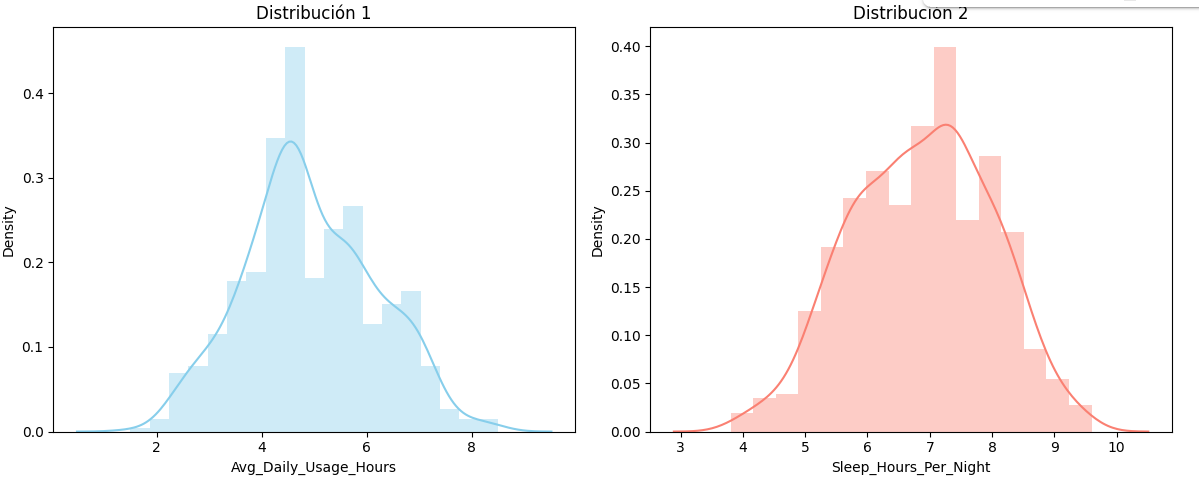 Distribución 1
Density
0.4
0.3
0.2
0.1
0.0
2 4 6 8
Avg_Daily_Usage_Hours
Distribución 2
Density
0.40
0.35
0.30
0.25
0.20
0.15
0.10
0.05
0.00
3 4 5 6 7 8 9 10
Sleep_Hours_Per_Night